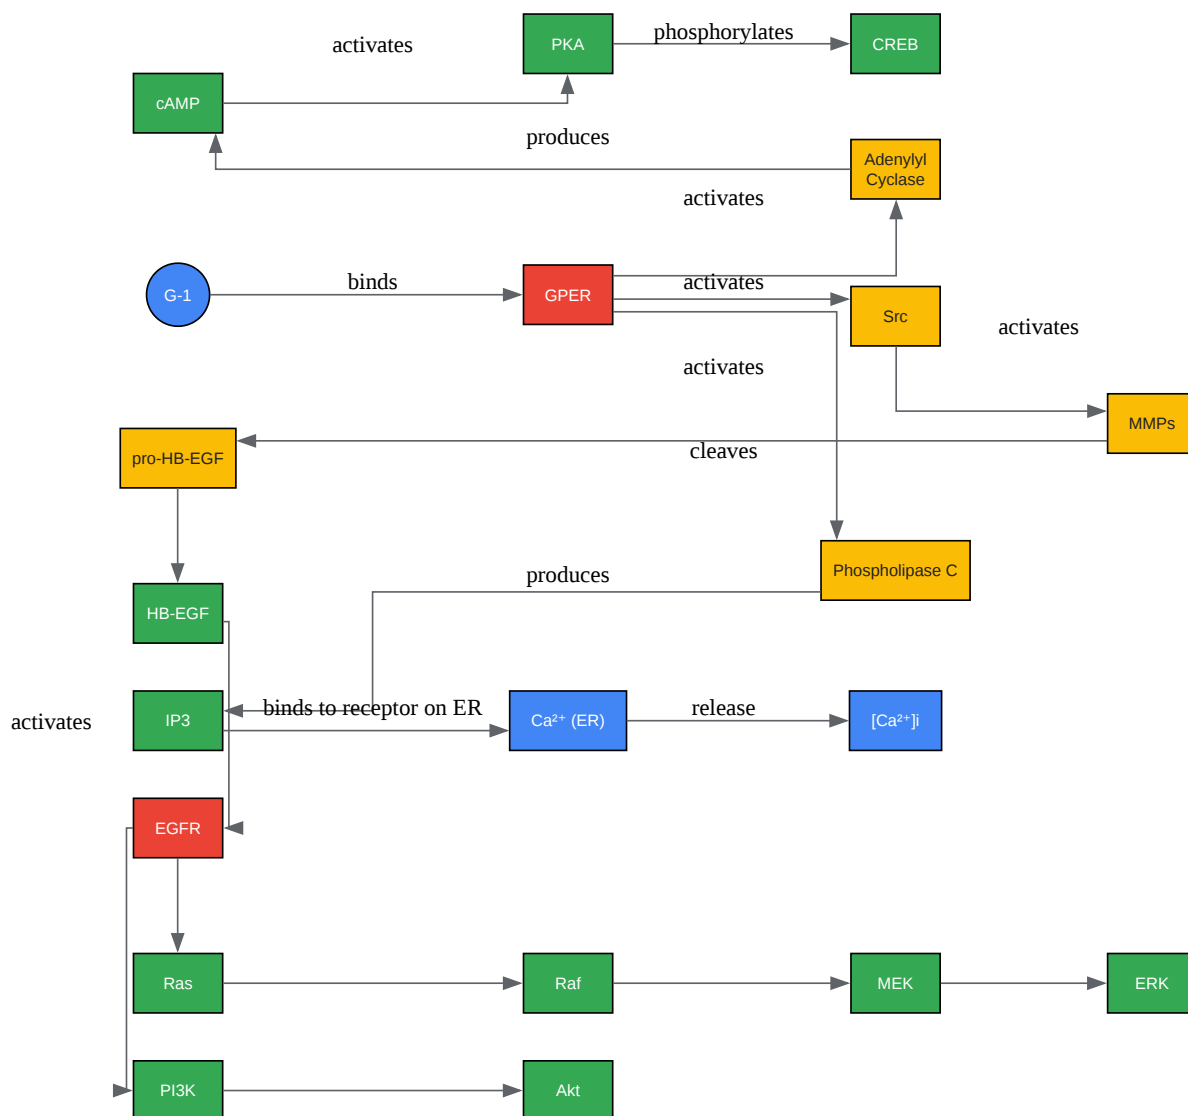 activates
PKA
phosphorylates
CREB
cAMP
produces
Adenylyl
Cyclase
activates
G-1
binds
GPER
activates
Src
activates
activates
MMPs
pro-HB-EGF
cleaves
Phospholipase C
produces
HB-EGF
activates
IP3
binds to receptor on ER
Ca²⁺ (ER)
release
[Ca²⁺]i
EGFR
Ras
Raf
MEK
ERK
PI3K
Akt